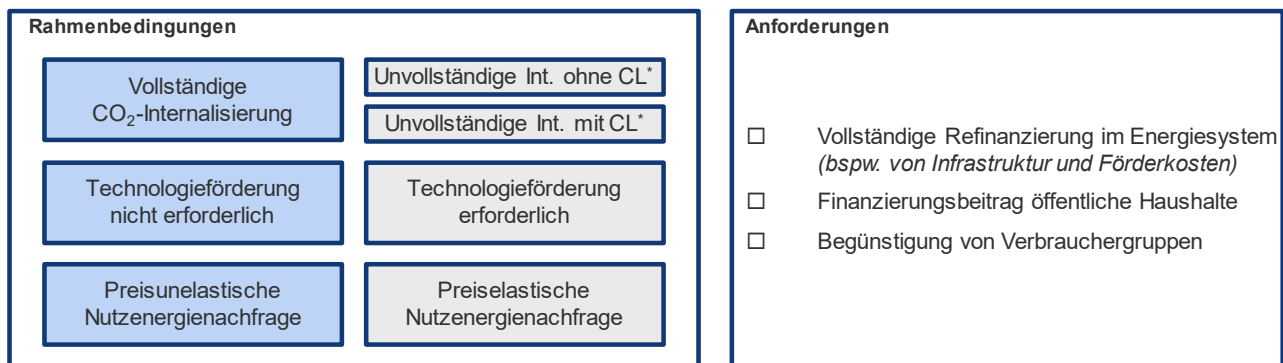 Rahmenbedingungen
Vollständige
CO₂-Internalisierung
Unvollständige Int. ohne CL*
Unvollständige Int. mit CL*
Technologieförderung
nicht erforderlich
Technologieförderung
erforderlich
Preisunelastische
Nutzenergienachfrage
Preiselastische
Nutzenergienachfrage
Anforderungen
☐ Vollständige Refinanzierung im Energiesystem
(bspw. von Infrastruktur und Förderkosten)
☐ Finanzierungsbeitrag öffentliche Haushalte
☐ Begünstigung von Verbrauchergruppen